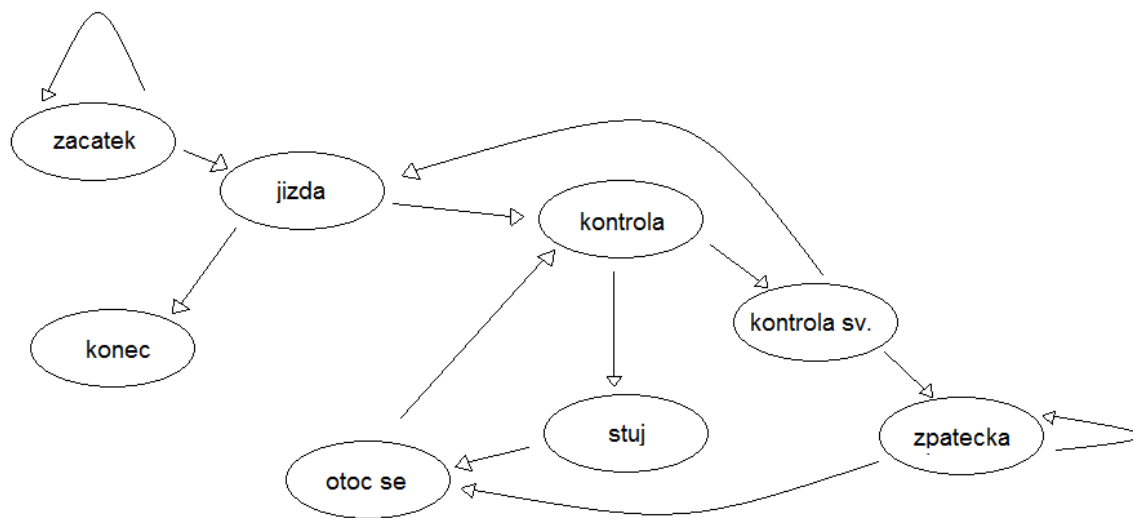 zacatek
jizda
kontrola
kontrola sv.
konec
stuj
zpatecka
otoc se